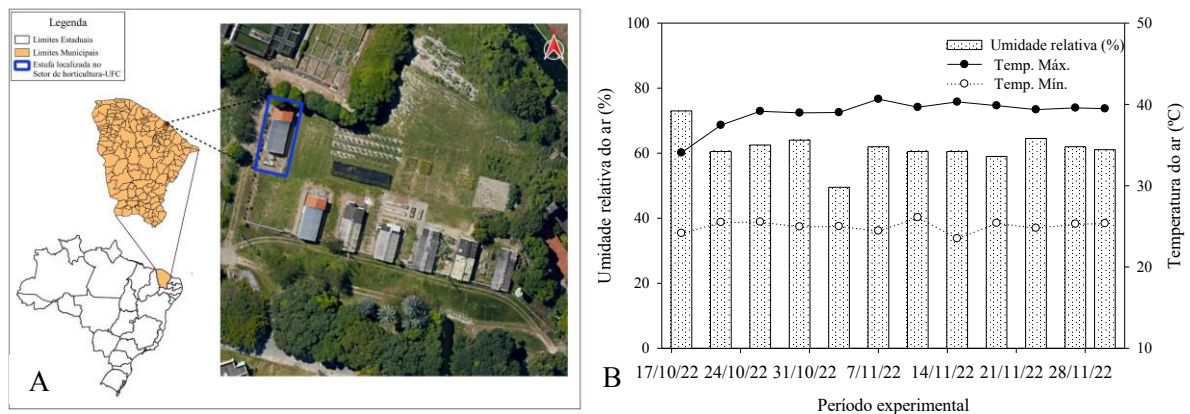 Legenda
Limites Estaduais
Limites Municipais
Estufa localizada no
Setor de horticultura-UFC
A
B
100
80
60
40
20
0
Umidade relativa do ar (%)
Umidade relativa (%)
Temp. Máx.
Temp. Mín.
50
40
30
20
10
Temperatura do ar (ºC)
17/10/22 24/10/22 31/10/22 7/11/22 14/11/22 21/11/22 28/11/22
Período experimental